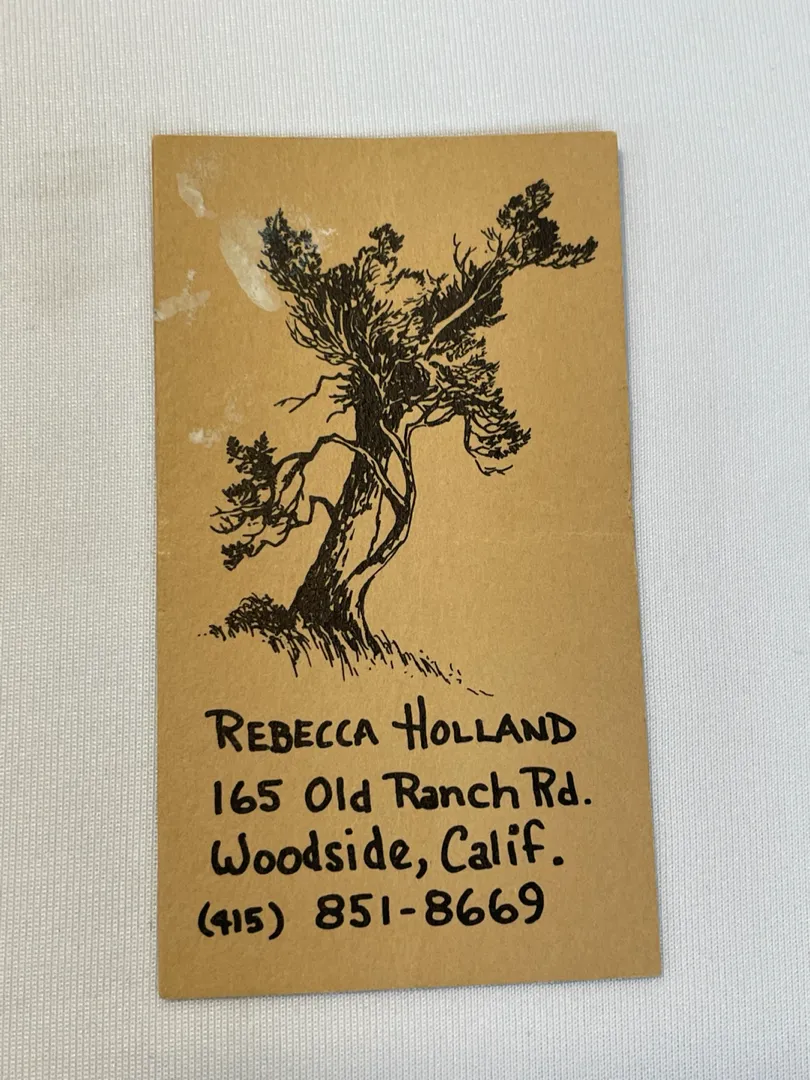 REBECCA HOLLAND
165 Old Ranch Rd.
Woodside, Calif.
(415) 851-8669